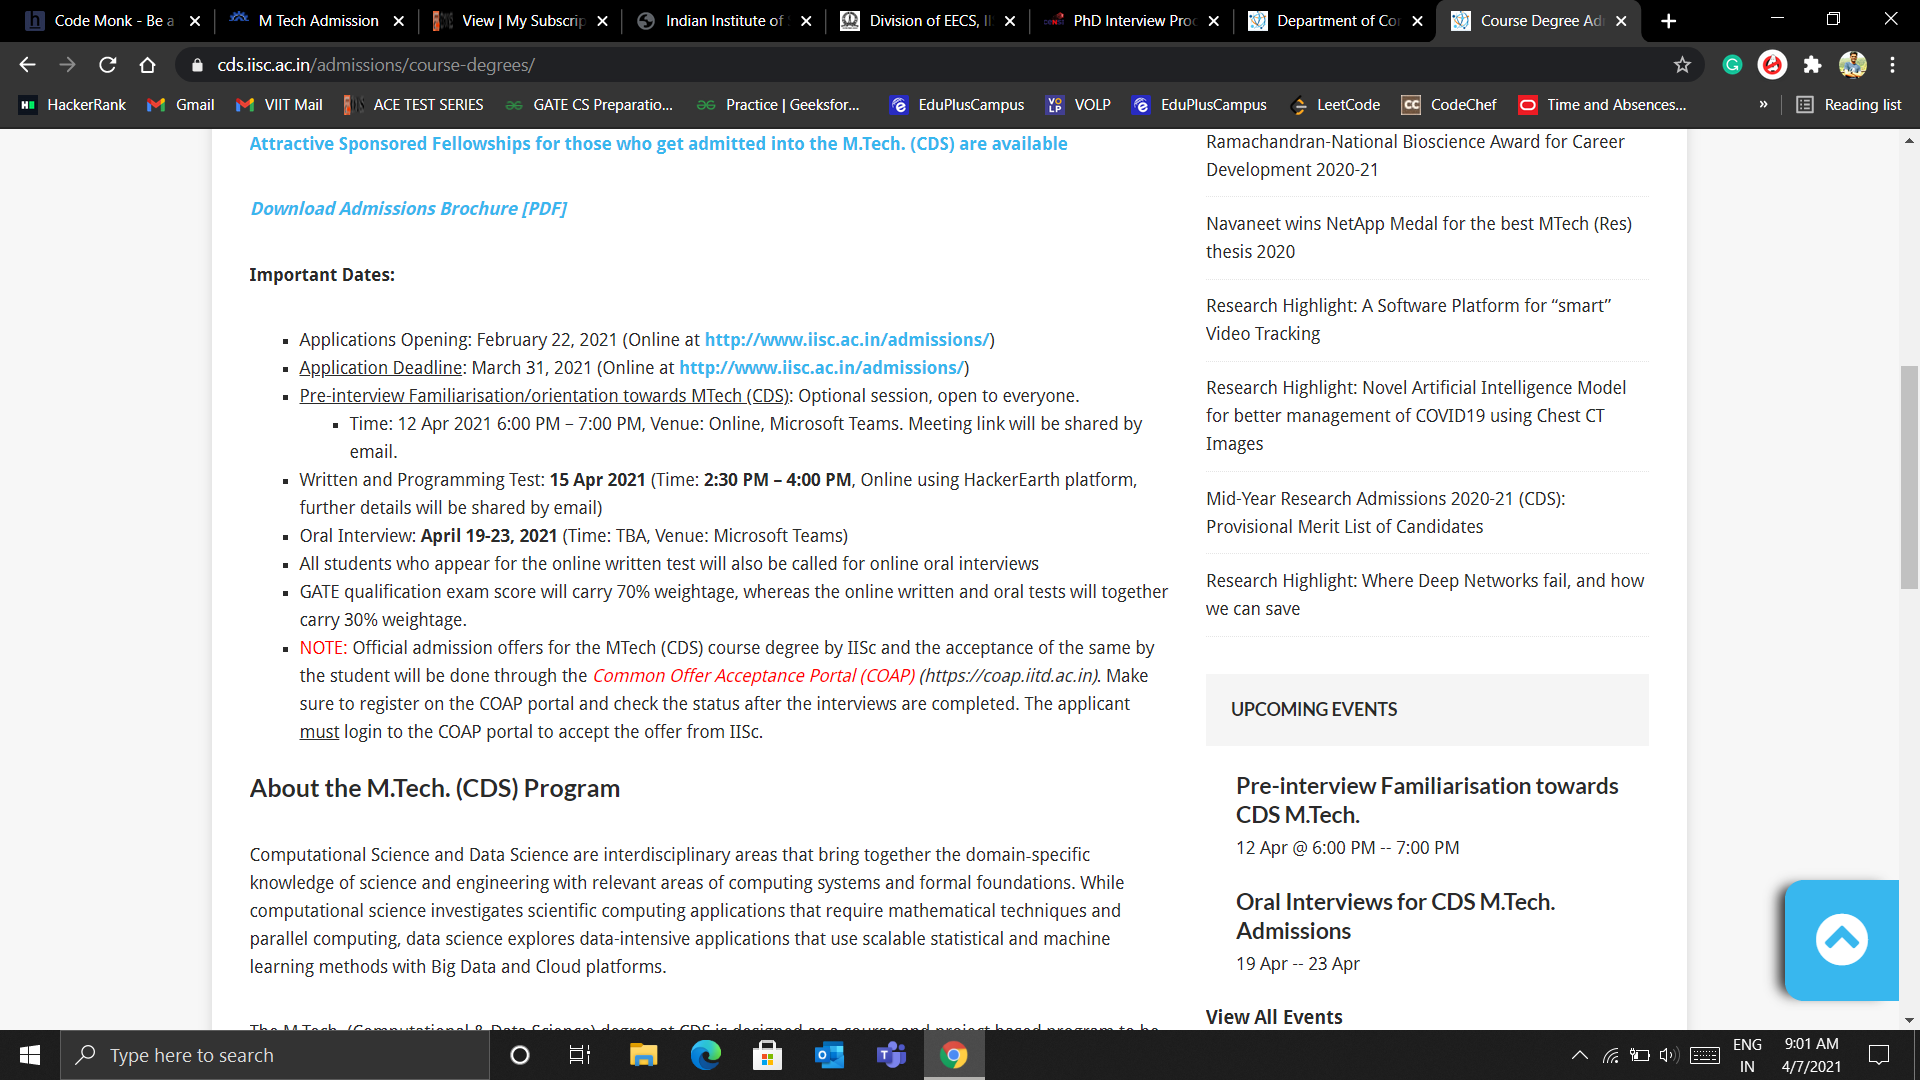 Code Monk - Be a
M Tech Admission
View | My Subscrip
Indian Institute of
Division of EECS, I
PhD Interview Proc
Department of Co
Course Degree Ad
cds.iisc.ac.in/admissions/course-degrees/
HackerRank
Gmail
VIIT Mail
ACE TEST SERIES
GATE CS Preparatio...
Practice | Geeksfor...
EduPlusCampus
VOLP
EduPlusCampus
LeetCode
CodeChef
Time and Absences...
»
Reading list
Attractive Sponsored Fellowships for those who get admitted into the M.Tech. (CDS) are available
Download Admissions Brochure [PDF]
Important Dates:
Applications Opening: February 22, 2021 (Online at http://www.iisc.ac.in/admissions/)
Application Deadline: March 31, 2021 (Online at http://www.iisc.ac.in/admissions/)
Pre-interview Familiarisation/orientation towards MTech (CDS): Optional session, open to everyone.
Time: 12 Apr 2021 6:00 PM – 7:00 PM, Venue: Online, Microsoft Teams. Meeting link will be shared by
email.
Written and Programming Test: 15 Apr 2021 (Time: 2:30 PM – 4:00 PM, Online using HackerEarth platform,
further details will be shared by email)
Oral Interview: April 19-23, 2021 (Time: TBA, Venue: Microsoft Teams)
All students who appear for the online written test will also be called for online oral interviews
GATE qualification exam score will carry 70% weightage, whereas the online written and oral tests will together
carry 30% weightage.
NOTE: Official admission offers for the MTech (CDS) course degree by IISc and the acceptance of the same by
the student will be done through the Common Offer Acceptance Portal (COAP) (https://coap.iitd.ac.in). Make
sure to register on the COAP portal and check the status after the interviews are completed. The applicant
must login to the COAP portal to accept the offer from IISc.
About the M.Tech. (CDS) Program
Computational Science and Data Science are interdisciplinary areas that bring together the domain-specific
knowledge of science and engineering with relevant areas of computing systems and formal foundations. While
computational science investigates scientific computing applications that require mathematical techniques and
parallel computing, data science explores data-intensive applications that use scalable statistical and machine
learning methods with Big Data and Cloud platforms.
The M.Tech. (Computational & Data Science) degree at CDS is designed as a course and project based program to be
Ramachandran-National Bioscience Award for Career
Development 2020-21
Navaneet wins NetApp Medal for the best MTech (Res)
thesis 2020
Research Highlight: A Software Platform for “smart”
Video Tracking
Research Highlight: Novel Artificial Intelligence Model
for better management of COVID19 using Chest CT
Images
Mid-Year Research Admissions 2020-21 (CDS):
Provisional Merit List of Candidates
Research Highlight: Where Deep Networks fail, and how
we can save
UPCOMING EVENTS
Pre-interview Familiarisation towards
CDS M.Tech.
12 Apr @ 6:00 PM -- 7:00 PM
Oral Interviews for CDS M.Tech.
Admissions
19 Apr -- 23 Apr
View All Events
Type here to search
ENG
IN
9:01 AM
4/7/2021